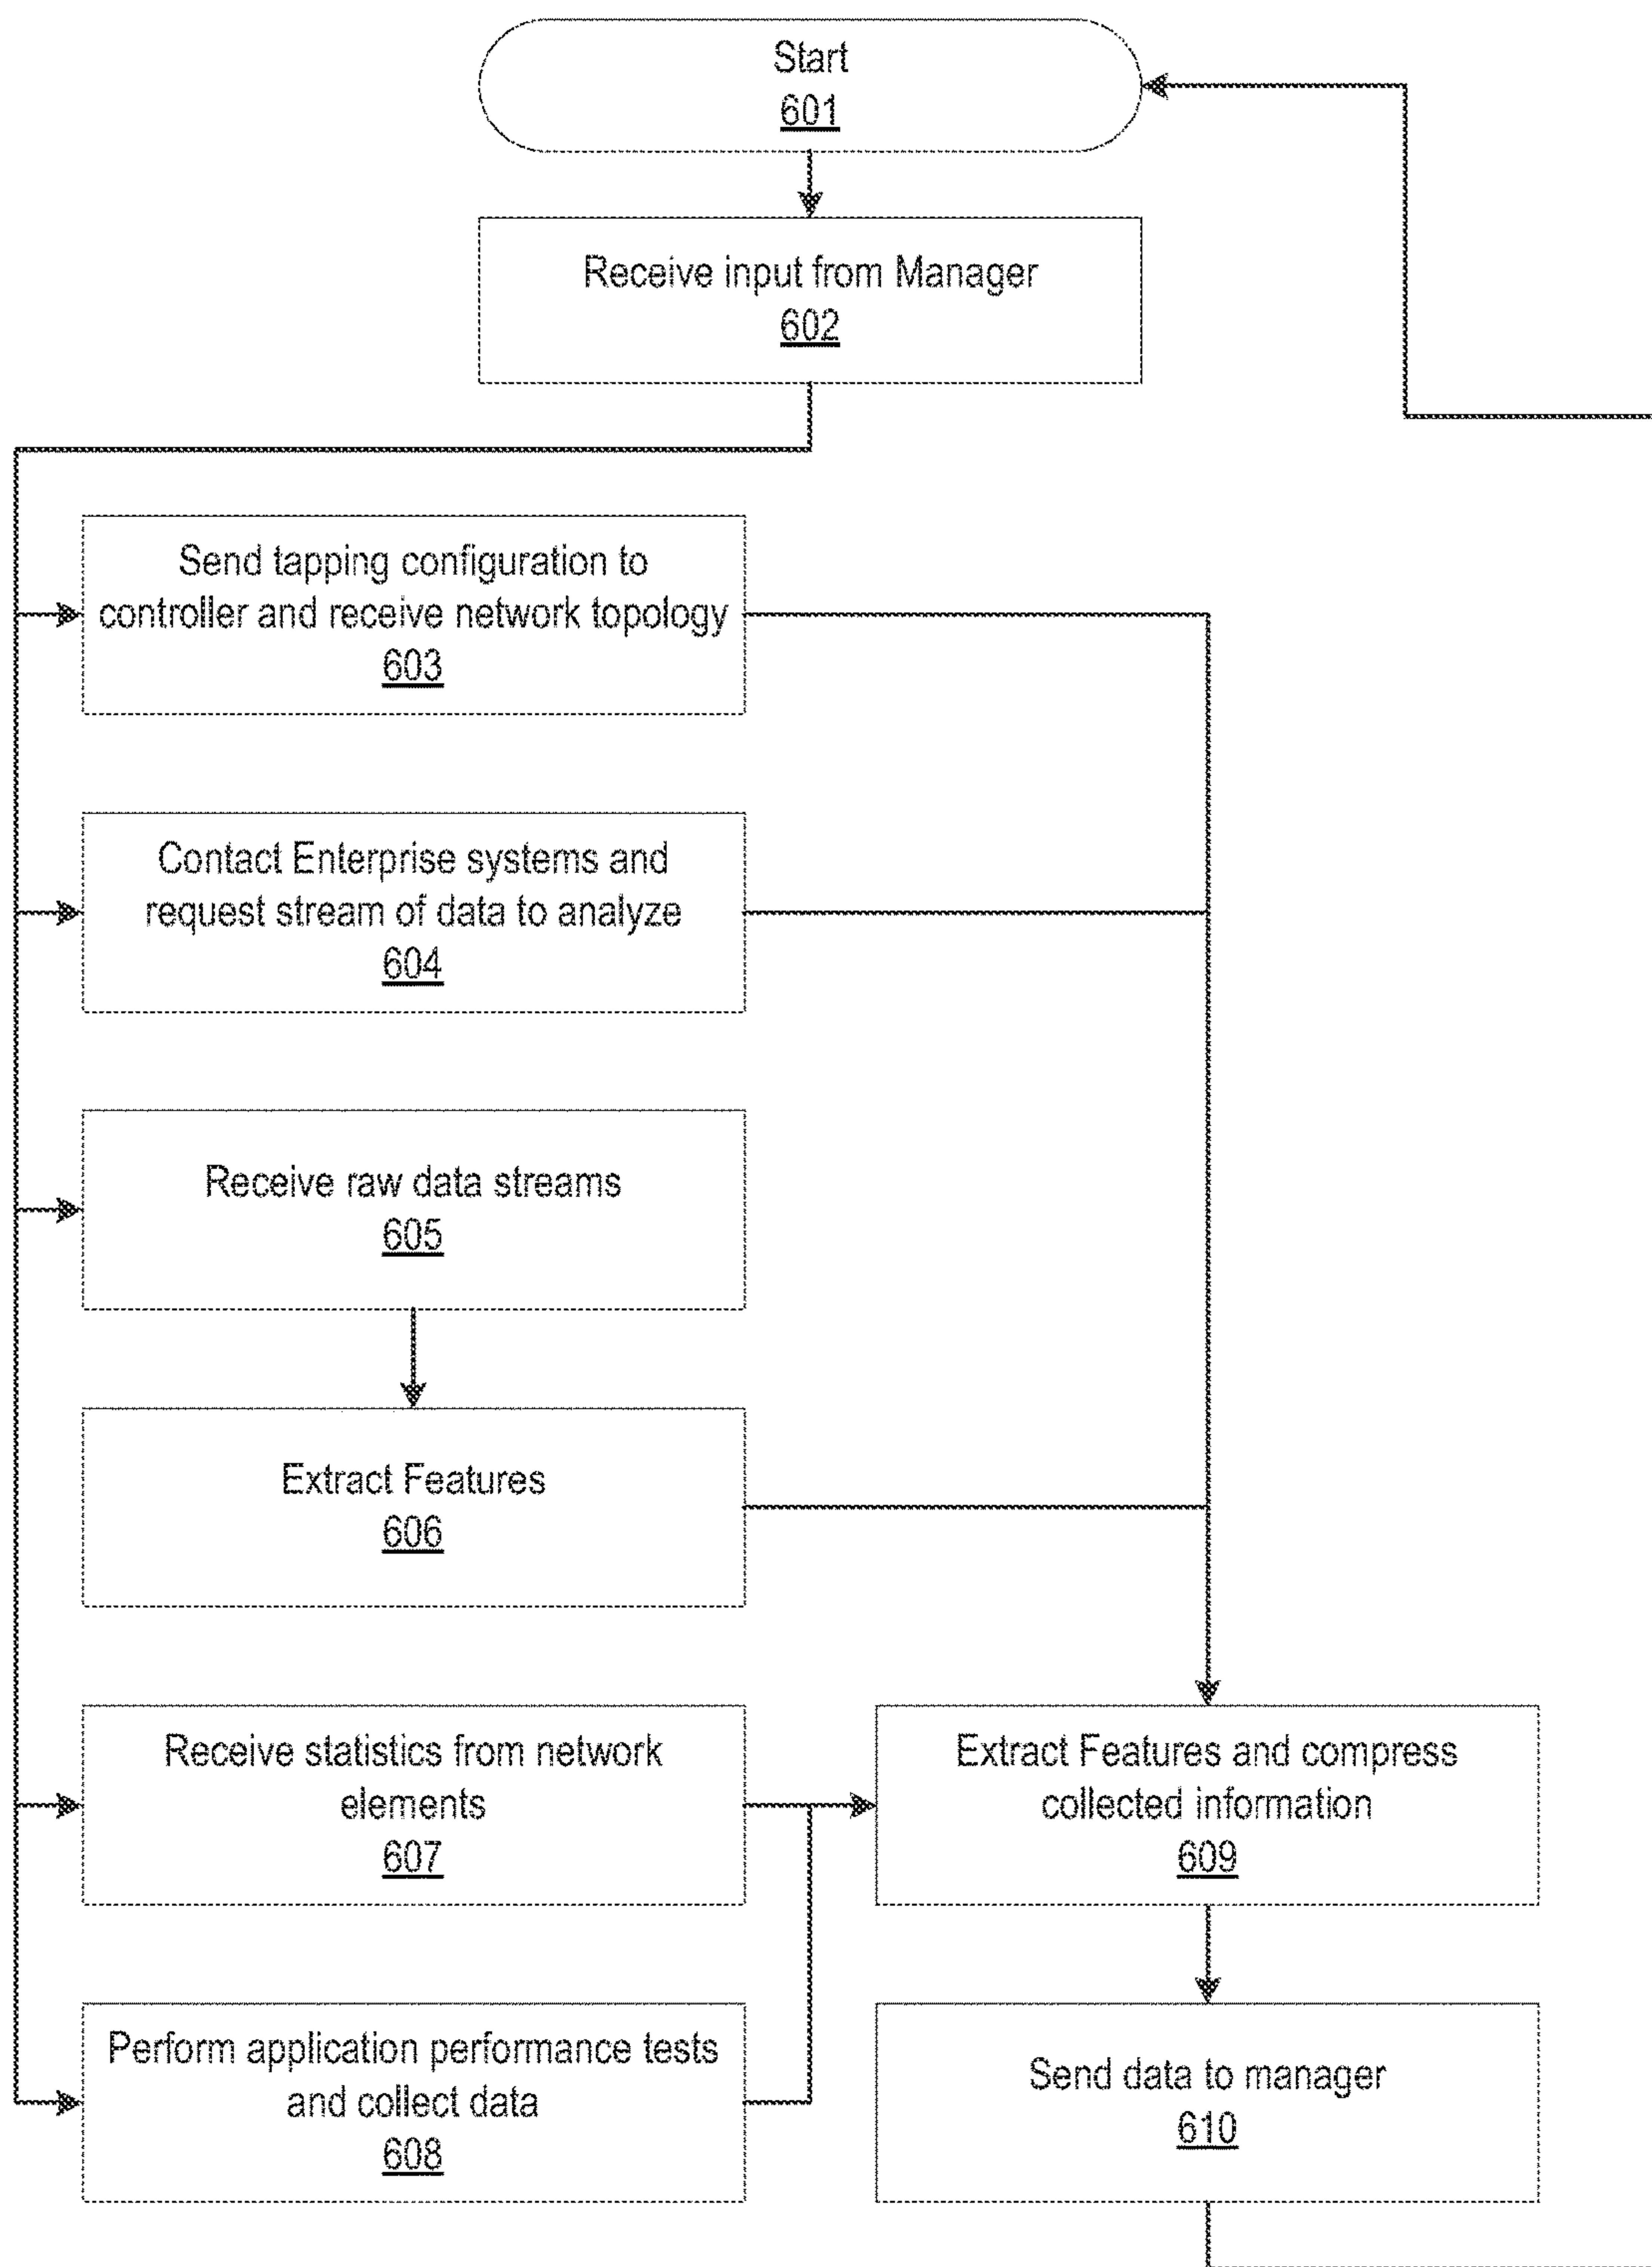 Start
601
Receive input from Manager
602
Send tapping configuration to
controller and receive network topology
603
Contact Enterprise systems and
request stream of data to analyze
604
Receive raw data streams
605
Extract Features
606
Receive statistics from network
elements
607
Extract Features and compress
collected information
609
Perform application performance tests
and collect data
608
Send data to manager
610